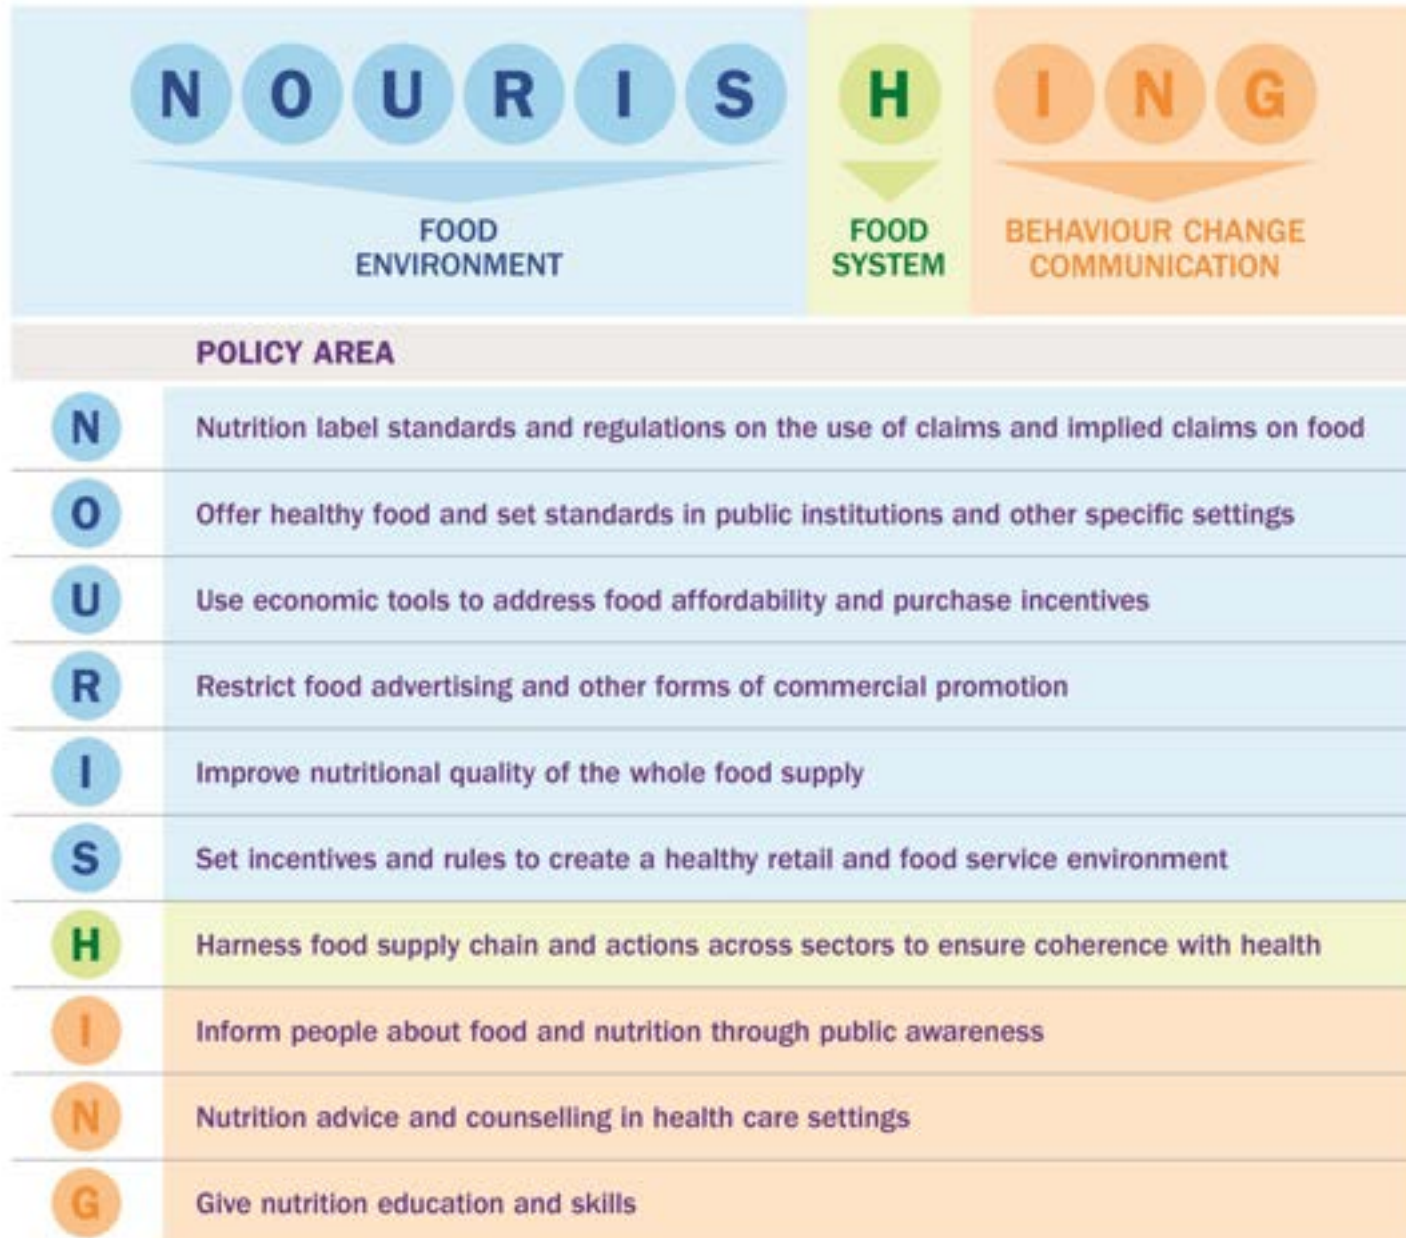 N O U R I S H I N G
FOOD
ENVIRONMENT
FOOD
SYSTEM
BEHAVIOUR CHANGE
COMMUNICATION
POLICY AREA
N Nutrition label standards and regulations on the use of claims and implied claims on food
O Offer healthy food and set standards in public institutions and other specific settings
U Use economic tools to address food affordability and purchase incentives
R Restrict food advertising and other forms of commercial promotion
I Improve nutritional quality of the whole food supply
S Set incentives and rules to create a healthy retail and food service environment
H Harness food supply chain and actions across sectors to ensure coherence with health
I Inform people about food and nutrition through public awareness
N Nutrition advice and counselling in health care settings
G Give nutrition education and skills